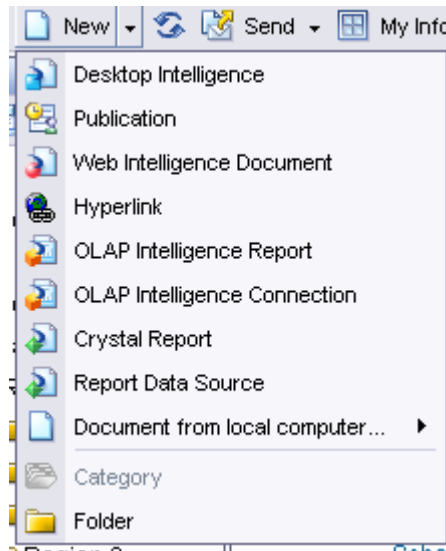 New Send My Info
Desktop Intelligence
Publication
Web Intelligence Document
Hyperlink
OLAP Intelligence Report
OLAP Intelligence Connection
Crystal Report
Report Data Source
Document from local computer...
Category
Folder